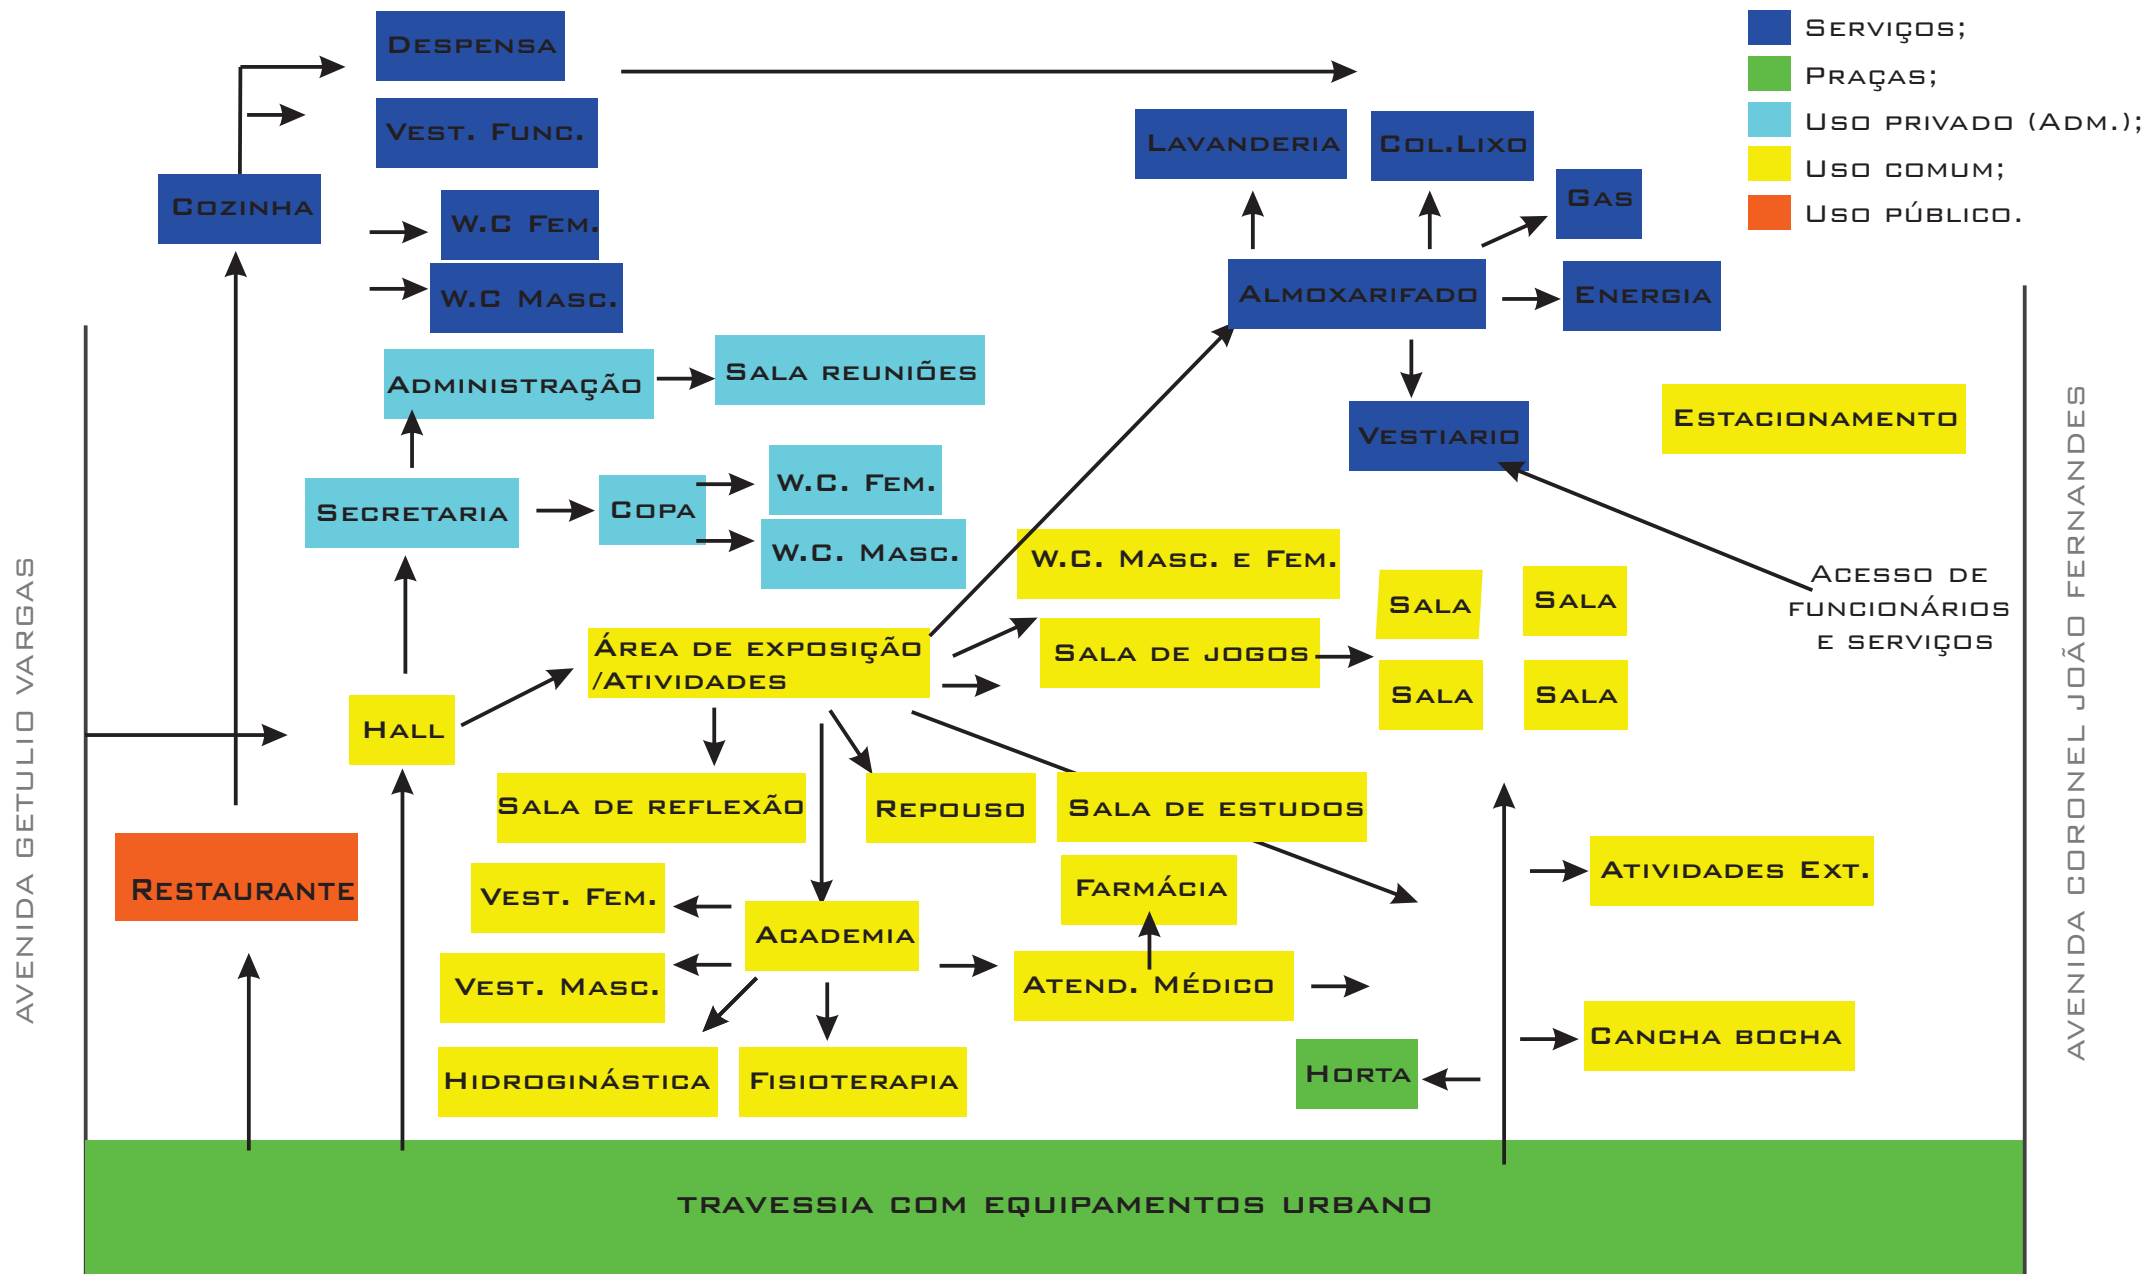 Despensa
Vest. Func.
Cozinha
W.C Fem.
W.C Masc.
Lavanderia
Col.Lixo
Gas
Almoxarifado
Energia
Serviços;
Praças;
Uso privado (Adm.);
Uso comum;
Uso público.
Administração
Sala reuniões
Secretaria
Copa
W.C. Fem.
W.C. Masc.
Vestiario
Estacionamento
W.C. Masc. e Fem.
Sala
Sala
Sala
Sala
Acesso de
funcionários
e serviços
Área de exposição
/Atividades
Sala de jogos
Hall
Sala de reflexão
Repouso
Sala de estudos
Restaurante
Vest. Fem.
Vest. Masc.
Academia
Farmácia
Atend. Médico
Atividades Ext.
Cancha bocha
Hidroginástica
Fisioterapia
Horta
TRAVESSIA COM EQUIPAMENTOS URBANO
AVENIDA GETULIO VARGAS
AVENIDA CORONEL JOÃO FERNANDES